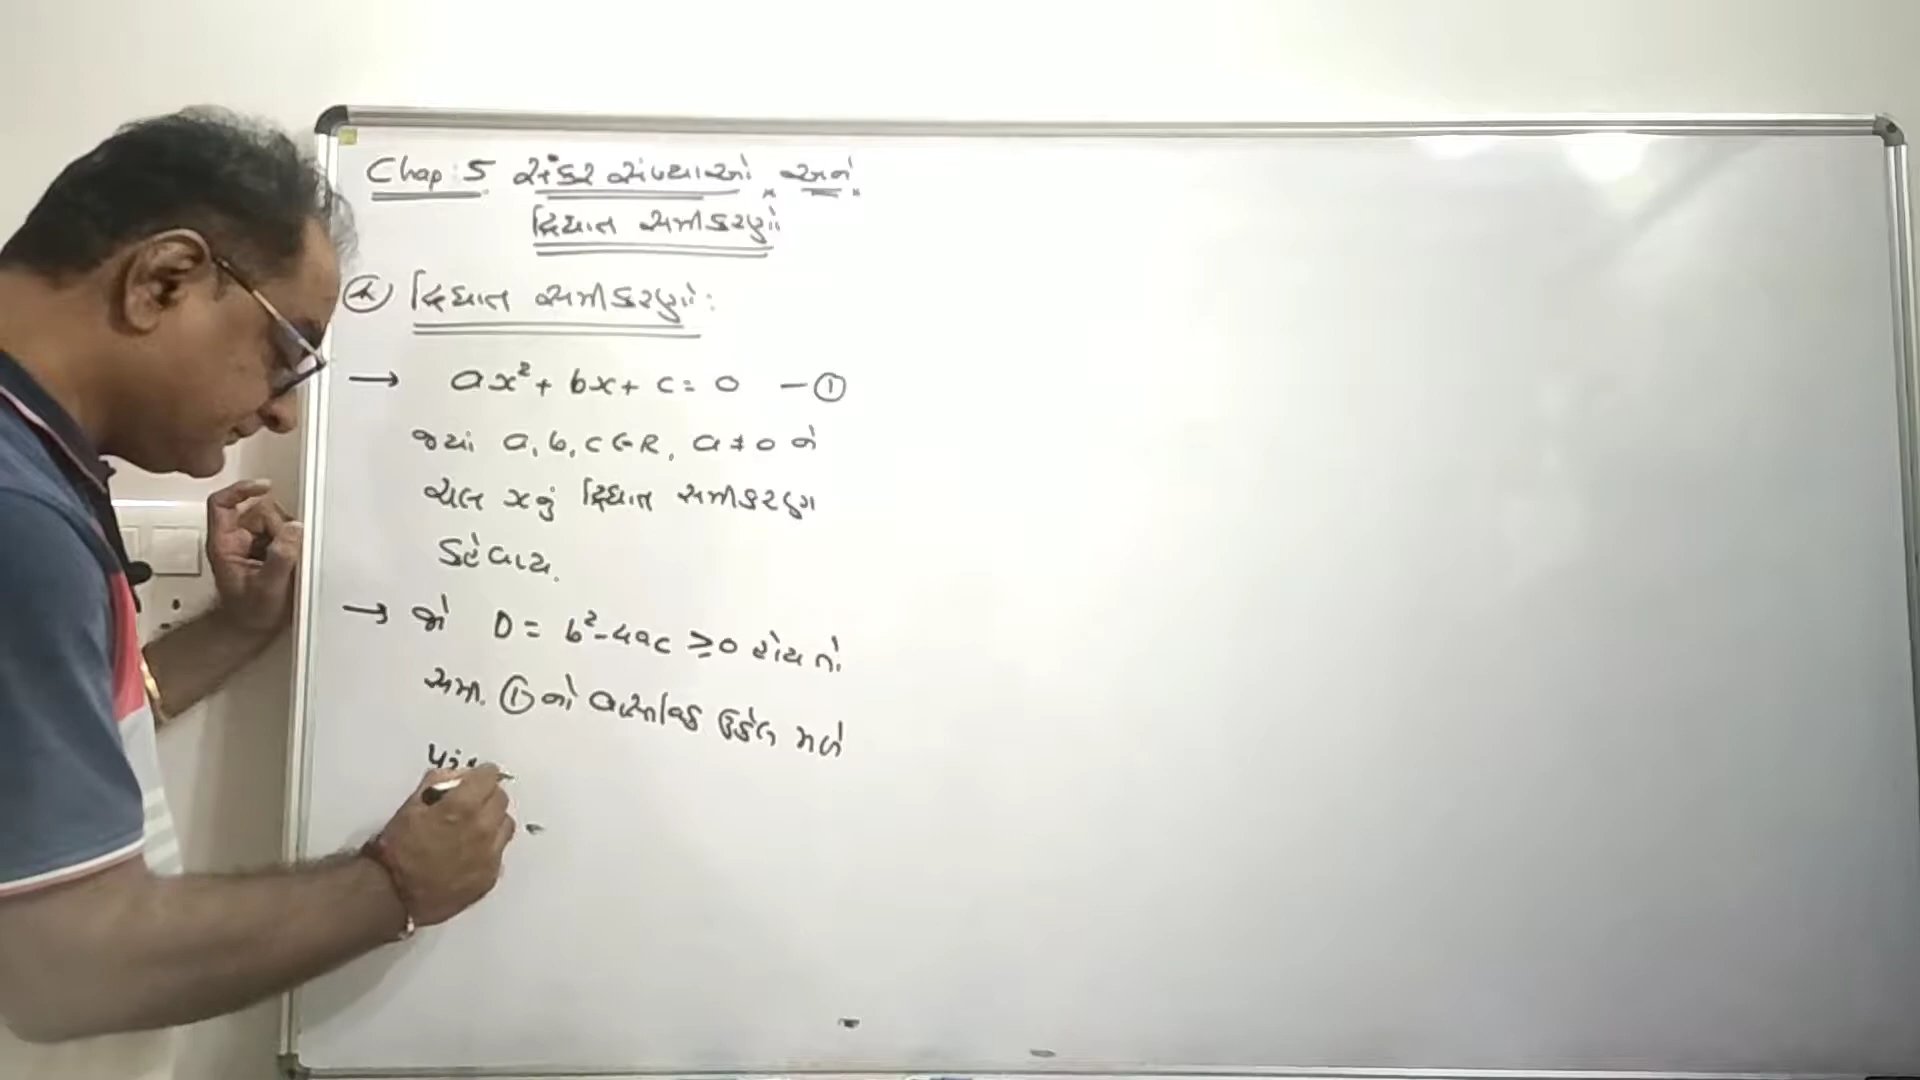 Chap : 5 સંકર સંખ્યાઓ અને
દ્વિઘાત સમીકરણો
દ્વિઘાત સમીકરણો :
→ ax² + bx + c = 0 — ①
જ્યાં a, b, c ∈ R, a ≠ 0 ને
ચલ x નું દ્વિઘાત સમીકરણ
કહેવાય.
→ જો D = b² - 4ac ≥ 0 હોય તો
સમી. ① નો વાસ્તવિક ઉકેલ મળે